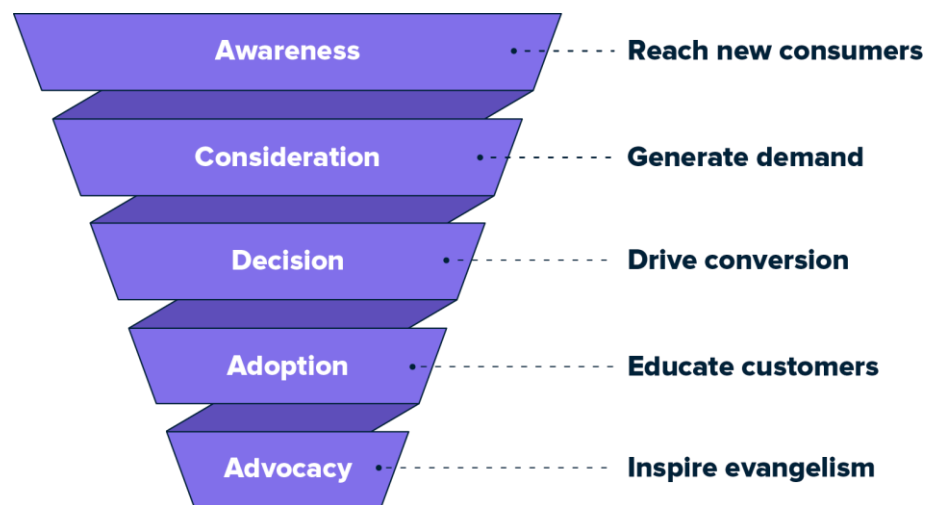 Awareness
Reach new consumers
Consideration
Generate demand
Decision
Drive conversion
Adoption
Educate customers
Advocacy
Inspire evangelism